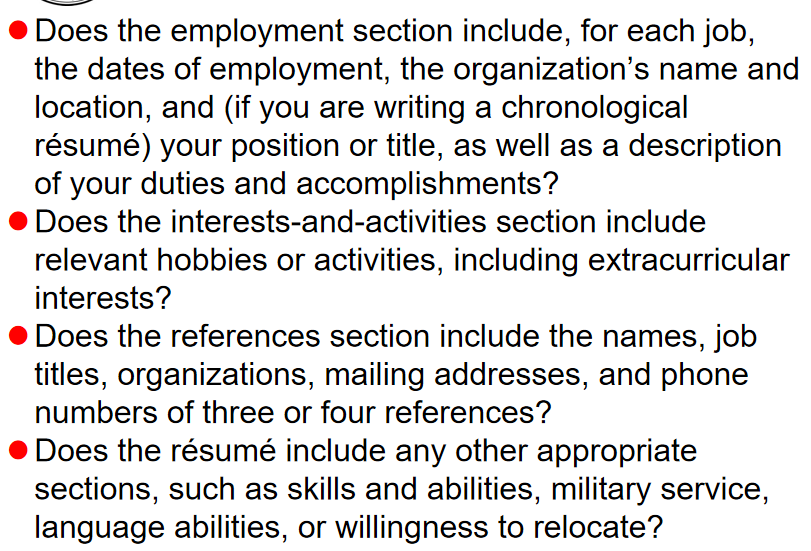 Does the employment section include, for each job,
the dates of employment, the organization’s name and
location, and (if you are writing a chronological
résumé) your position or title, as well as a description
of your duties and accomplishments?
Does the interests-and-activities section include
relevant hobbies or activities, including extracurricular
interests?
Does the references section include the names, job
titles, organizations, mailing addresses, and phone
numbers of three or four references?
Does the résumé include any other appropriate
sections, such as skills and abilities, military service,
language abilities, or willingness to relocate?